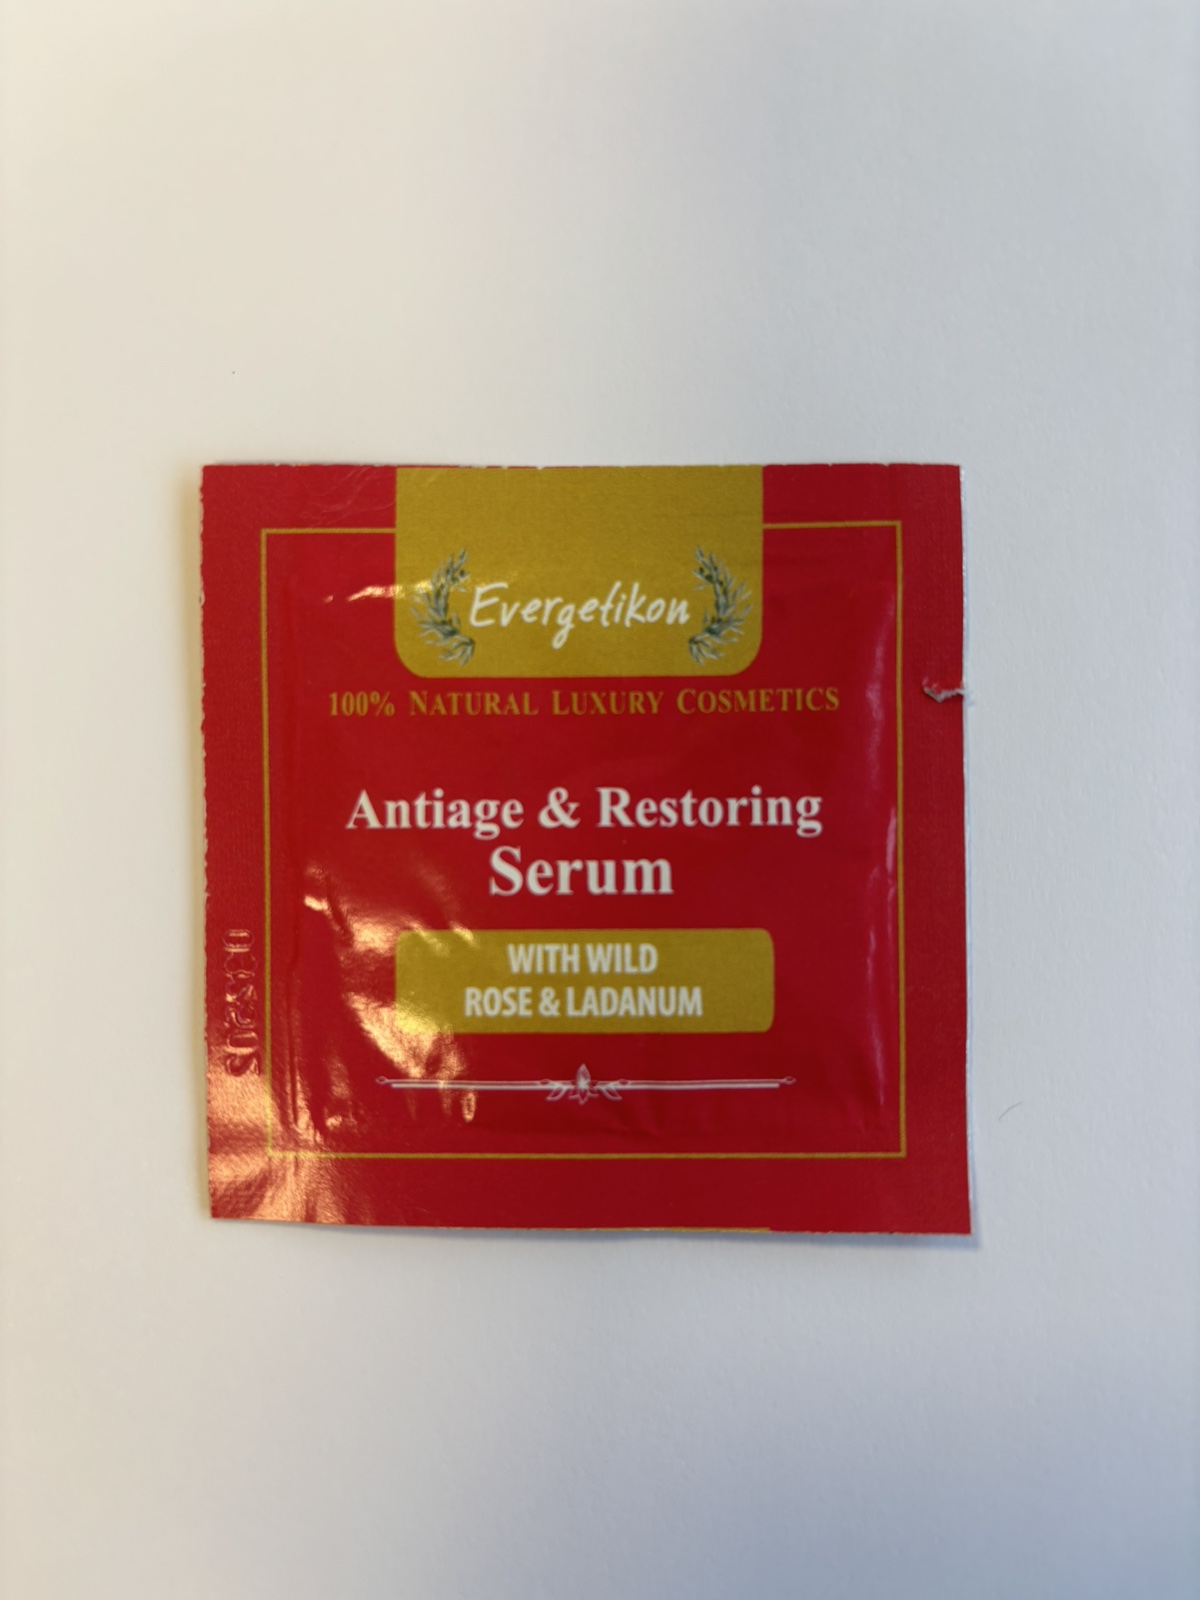 Evergetikon
100% NATURAL LUXURY COSMETICS
Antiage & Restoring
Serum
WITH WILD
ROSE & LADANUM